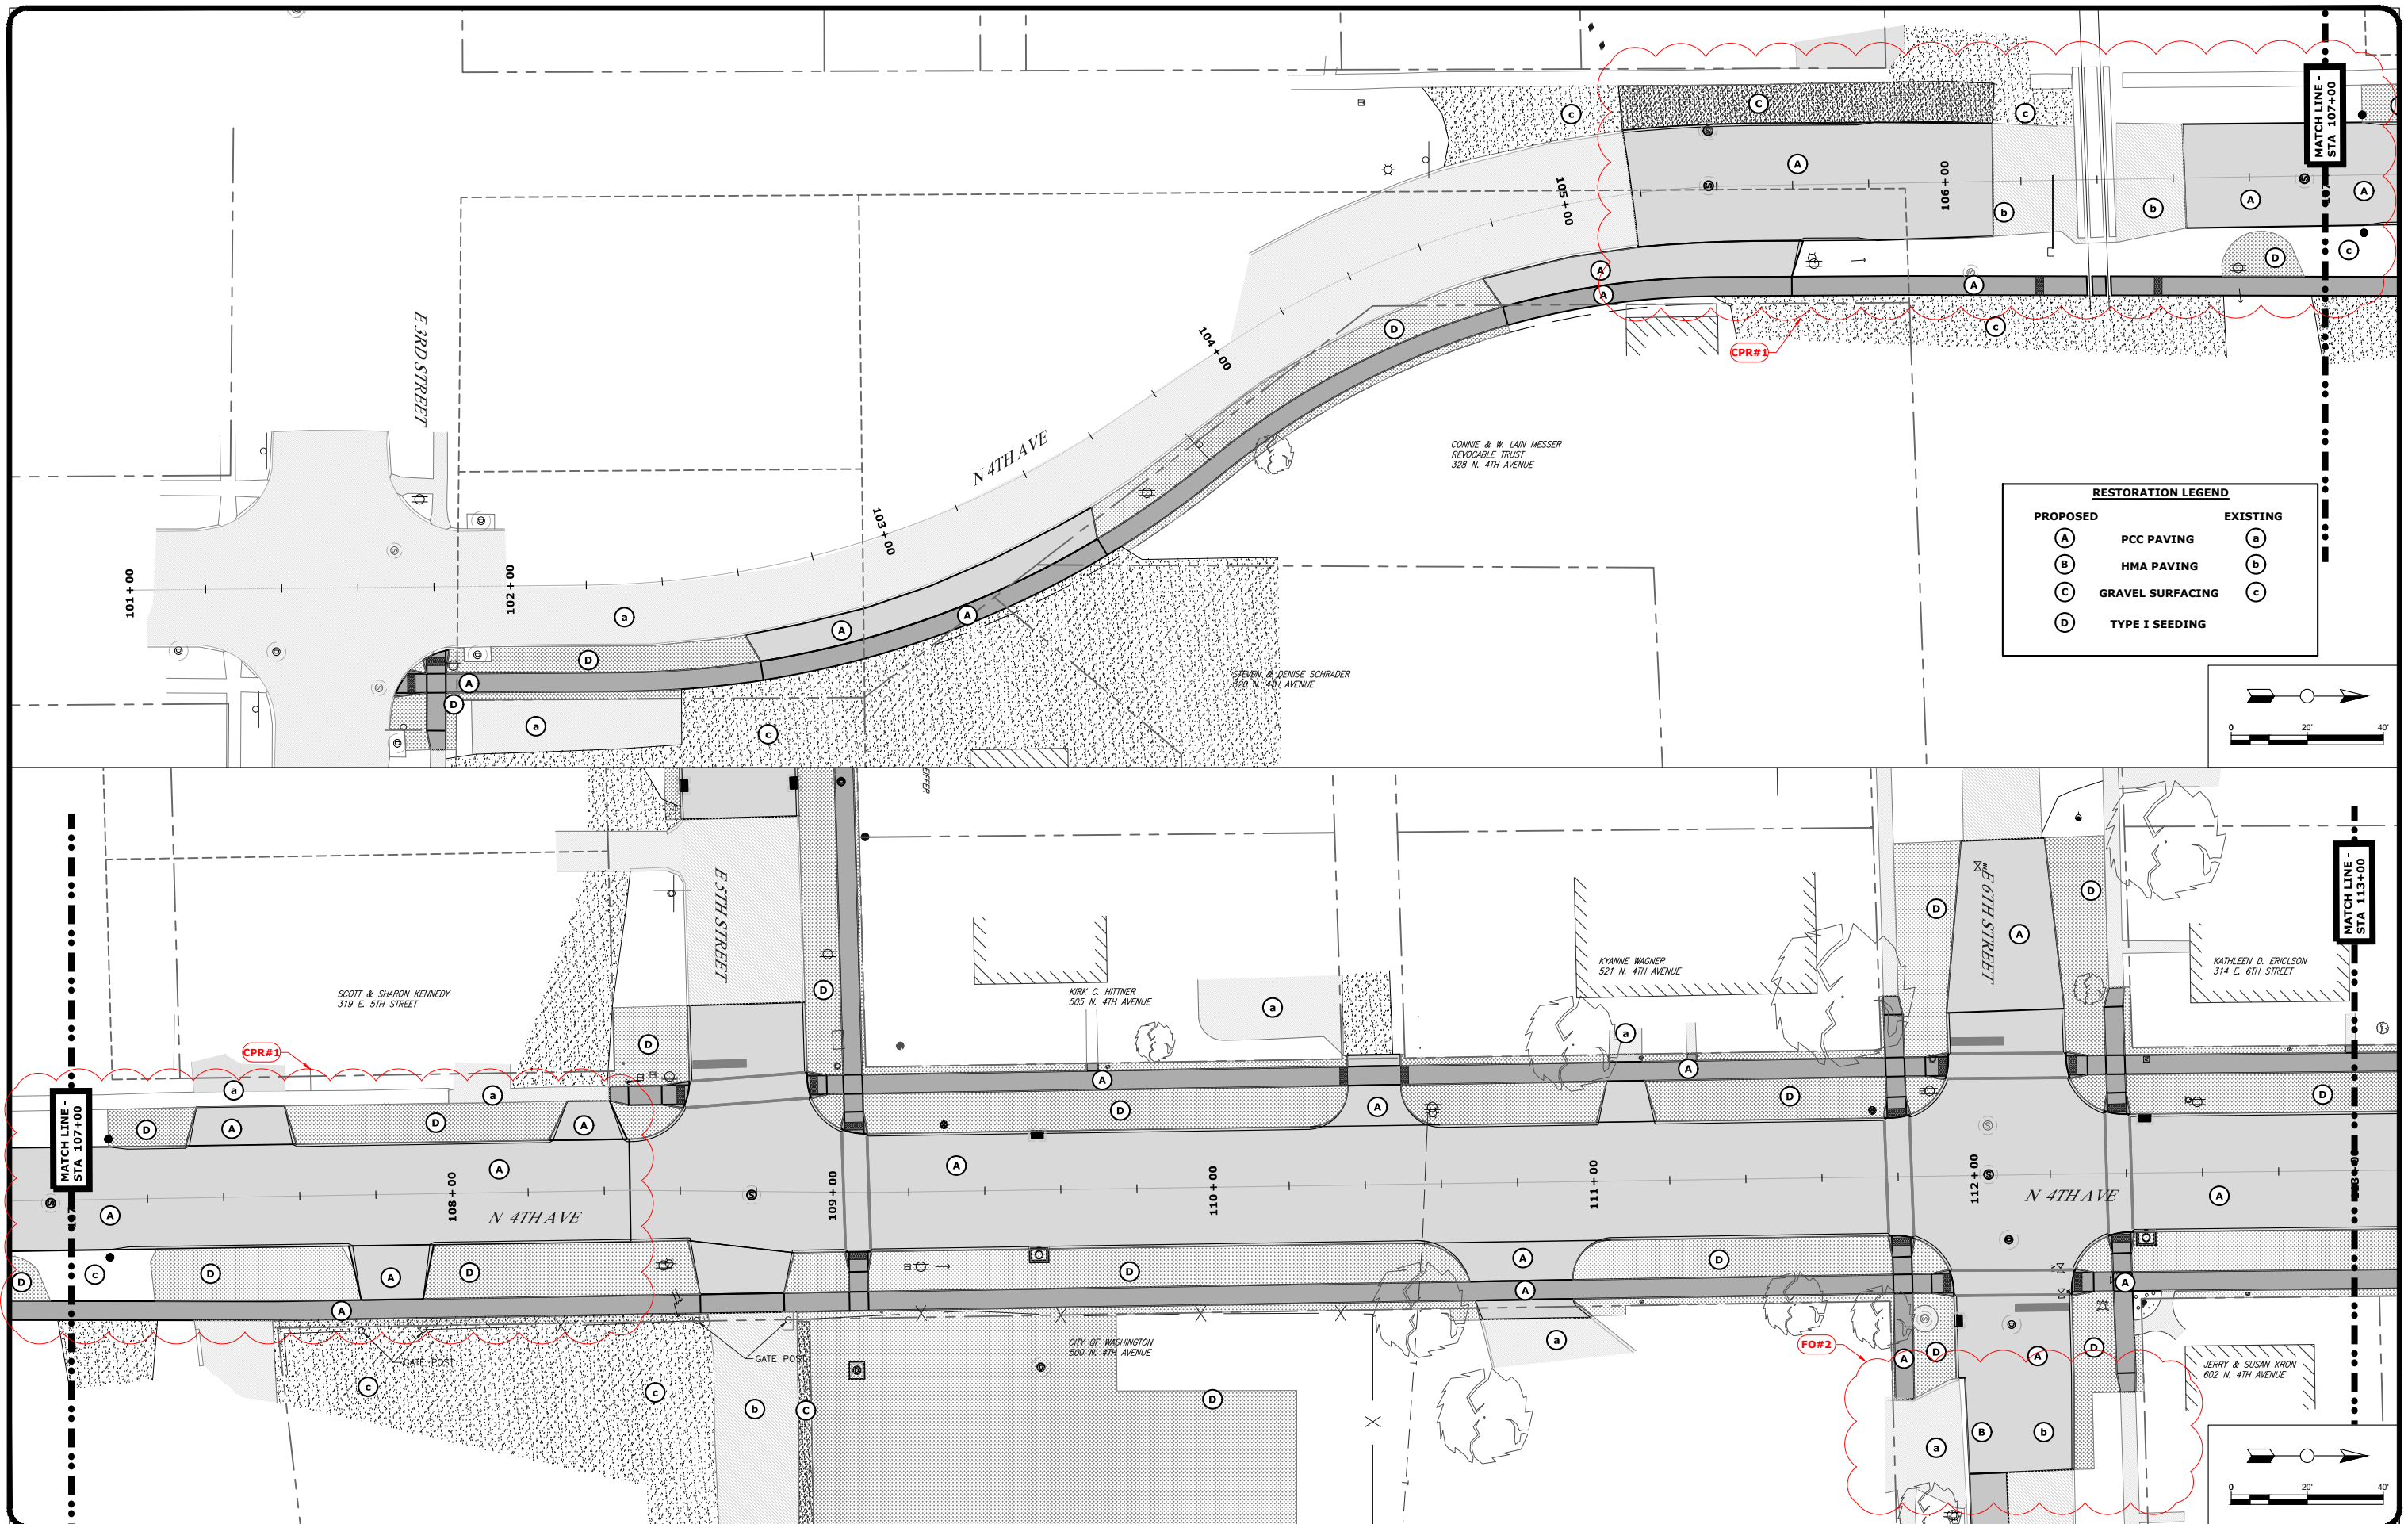 MATCH LINE -
STA 107+00
C
c
c
A
A
106+00
105+00
b
b
A
A
c
D
A
A
A
c
D
CPR#1
104+00
E 3RD STREET
N 4TH AVE
CONNIE & W. LAIN MESSER
REVOCABLE TRUST
328 N. 4TH AVENUE
RESTORATION LEGEND
PROPOSED EXISTING
A PCC PAVING a
B HMA PAVING b
C GRAVEL SURFACING c
D TYPE I SEEDING
103+00
101+00
102+00
a
A
A
D
A
D
a
c
STEVEN & DENISE SCHRADER
320 N. 4TH AVENUE
0 20' 40'
MATCH LINE -
STA 113+00
E 5TH STREET
E 6TH STREET
D
D
A
D
KATHLEEN D. ERICLSON
314 E. 6TH STREET
KYANNE WAGNER
521 N. 4TH AVENUE
SCOTT & SHARON KENNEDY
319 E. 5TH STREET
KIRK C. HITTNER
505 N. 4TH AVENUE
a
a
D
CPR#1
A
A
a
a
D
D
A
D
A
D
A
D
A
MATCH LINE -
STA 107+00
A
A
108+00
109+00
110+00
111+00
112+00
N 4TH AVE
N 4TH AVE
A
A
D
c
D
A
D
D
A
D
A
A
A
GATE POST
GATE POST
CITY OF WASHINGTON
500 N. 4TH AVENUE
a
FO#2
A
D
A
D
JERRY & SUSAN KRON
602 N. 4TH AVENUE
c
c
b
C
D
a
B
b
0 20' 40'